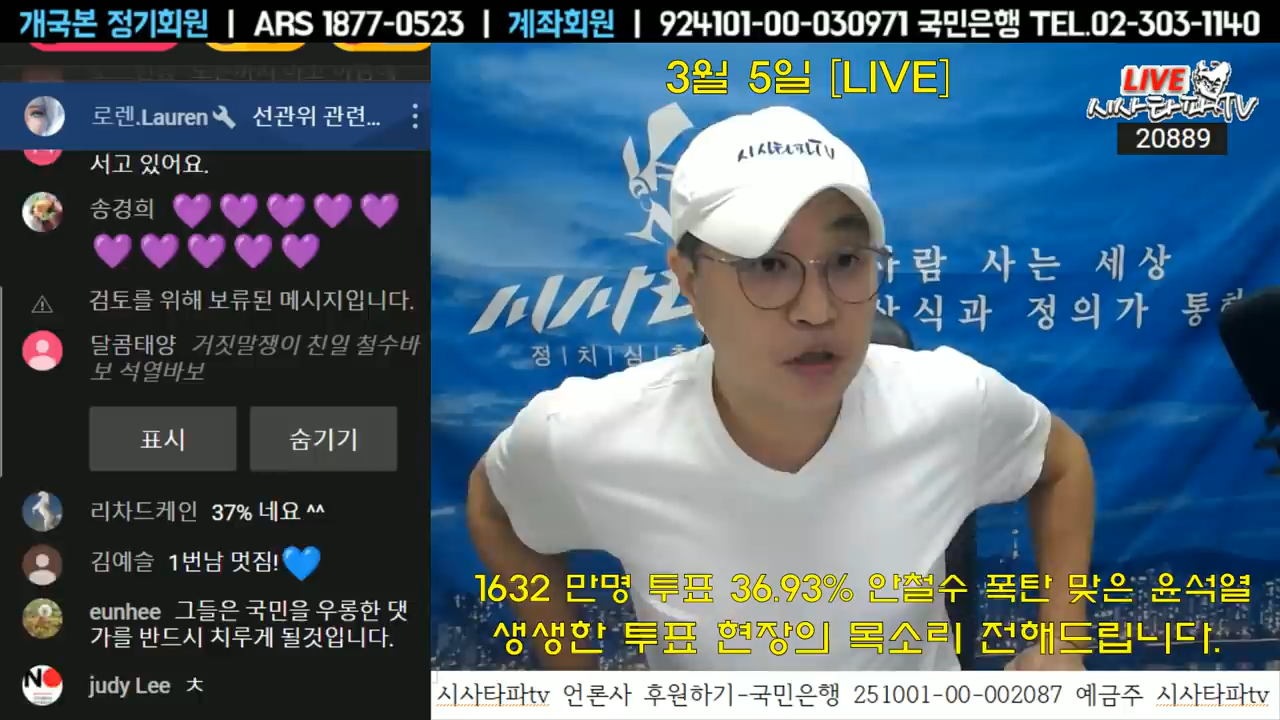 개국본 정기회원 | ARS 1877-0523 | 계좌회원 | 924101-00-030971 국민은행 TEL.02-303-1140
로렌.Lauren 선관위 관련...
서고 있어요.
송경희
검토를 위해 보류된 메시지입니다.
달콤태양 거짓말쟁이 친일 철수바
보 석열바보
표시
숨기기
리차드케인 37% 네요 ^^
김예슬 1번남 멋짐!
eunhee 그들은 국민을 우롱한 댓
가를 반드시 치루게 될것입니다.
judy Lee ㅊ
3월 5일 [LIVE]
LIVE
시사타파TV
20889
시사타파TV
사람 사는 세상
상식과 정의가 통하
시사타
정|치|심|층
1632 만명 투표 36.93% 안철수 폭탄 맞은 윤석열
생생한 투표 현장의 목소리 전해드립니다.
시사타파tv 언론사 후원하기-국민은행 251001-00-002087 예금주 시사타파tv